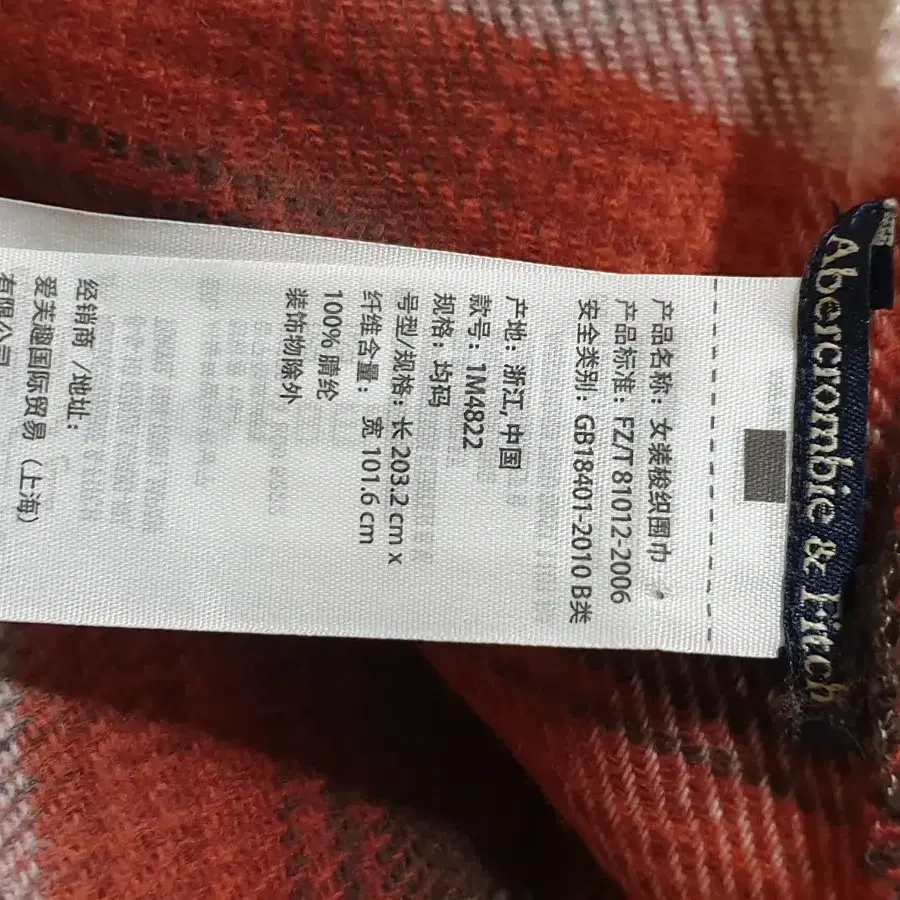 Abercrombie & Fitch
产品名称：女装梭织围巾
产品标准：FZ/T 81012-2006
安全类别：GB18401-2010 B类
产地：浙江, 中国
款号：1M4822
规格：均码
号型/规格：长 203.2 cm x
宽 101.6 cm
纤维含量：
100% 腈纶
装饰物除外
经销商 /地址：
爱芙趣国际贸易（上海）
有限公司